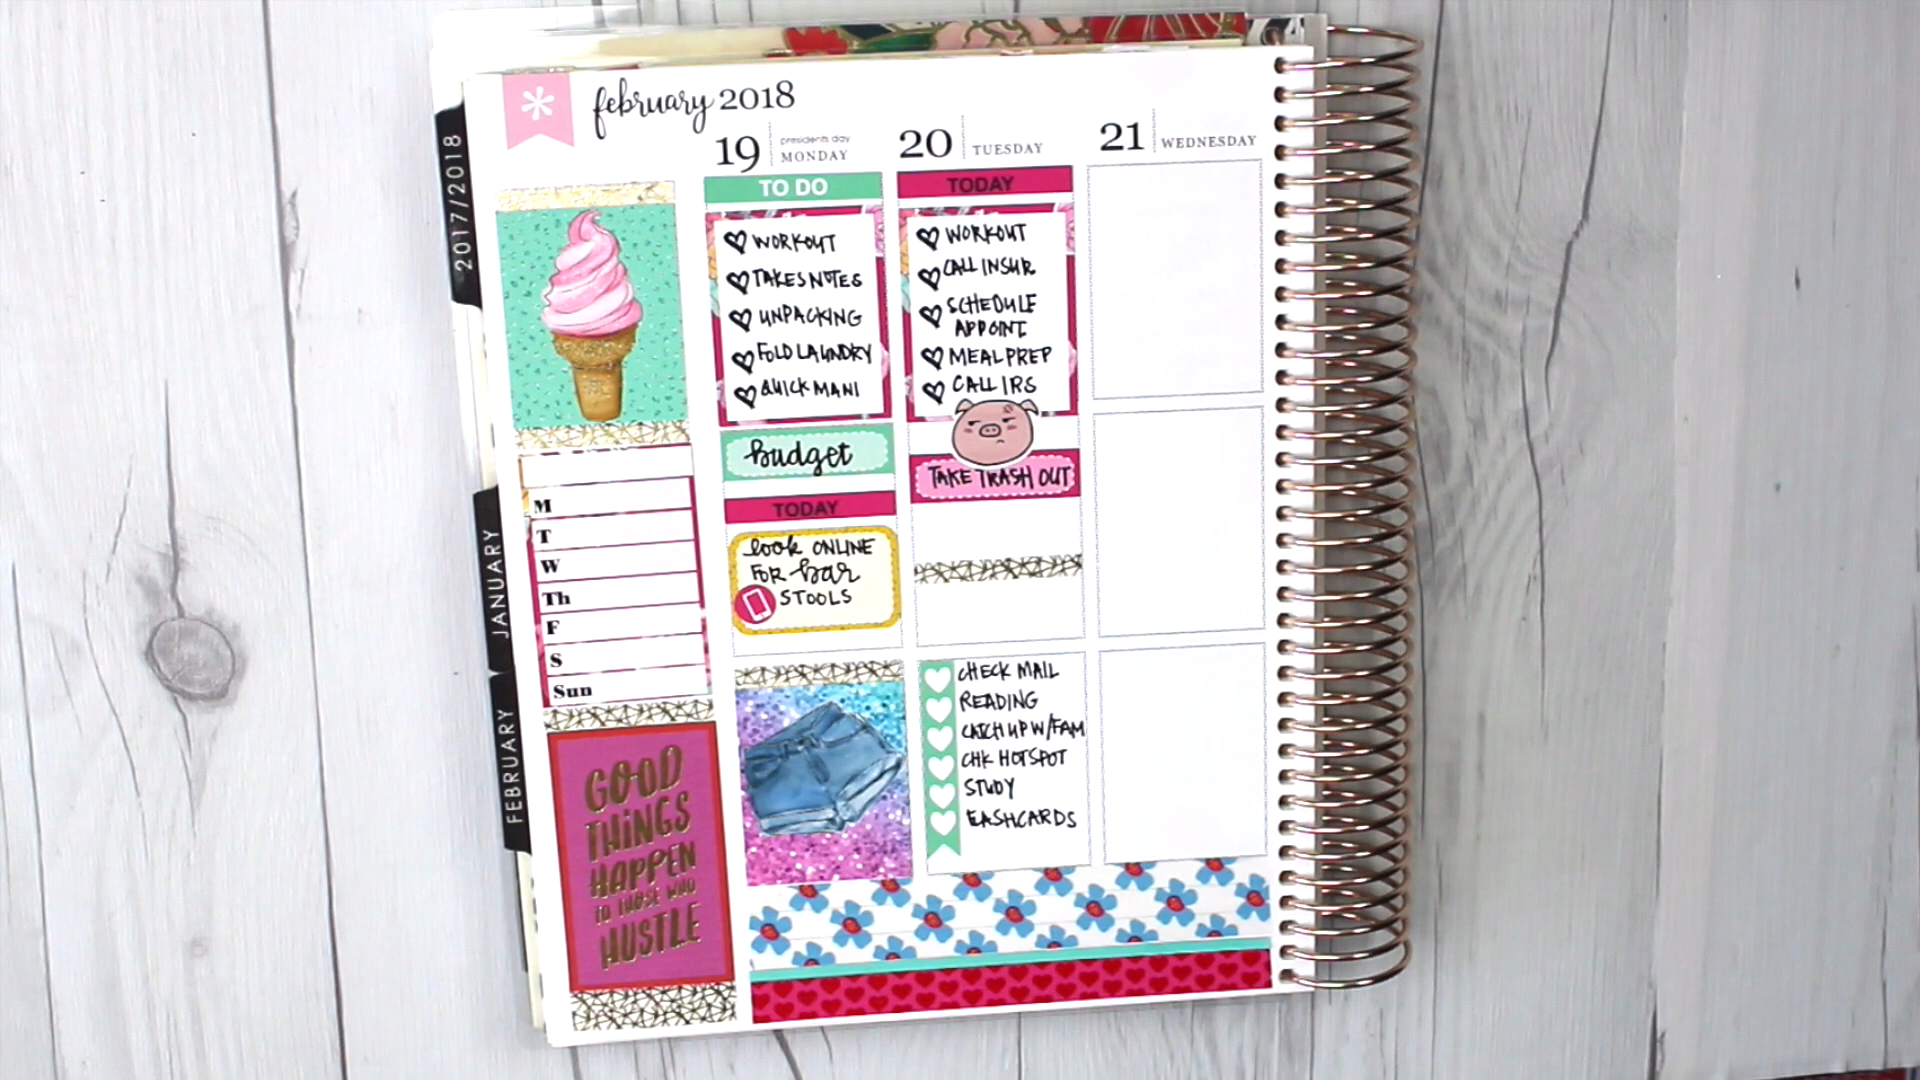 february 2018
19
presidents day
MONDAY
20
TUESDAY
21
WEDNESDAY
2017/2018
JANUARY
FEBRUARY
M
T
W
Th
F
S
Sun
GOOD
THINGS
HAPPEN
TO THOSE WHO
HUSTLE
TO DO
WORKOUT
TAKES NOTES
UNPACKING
FOLD LAUNDRY
QUICK MANI
budget
TODAY
look ONLINE
FOR bar
STOOLS
TODAY
WORKOUT
CALL INSUR
SCHEDULE
APPOINT
MEAL PREP
CALL IRS
TAKE TRASH OUT
CHECK MAIL
READING
CATCH UP W/FAM
CHK HOTSPOT
STUDY
EASHCARDS